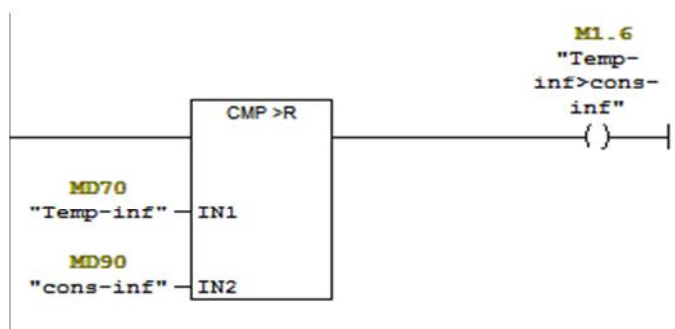 M1.6
"Temp-
inf>cons-
inf"
CMP >R
( )
MD70
"Temp-inf" IN1
MD90
"cons-inf" IN2